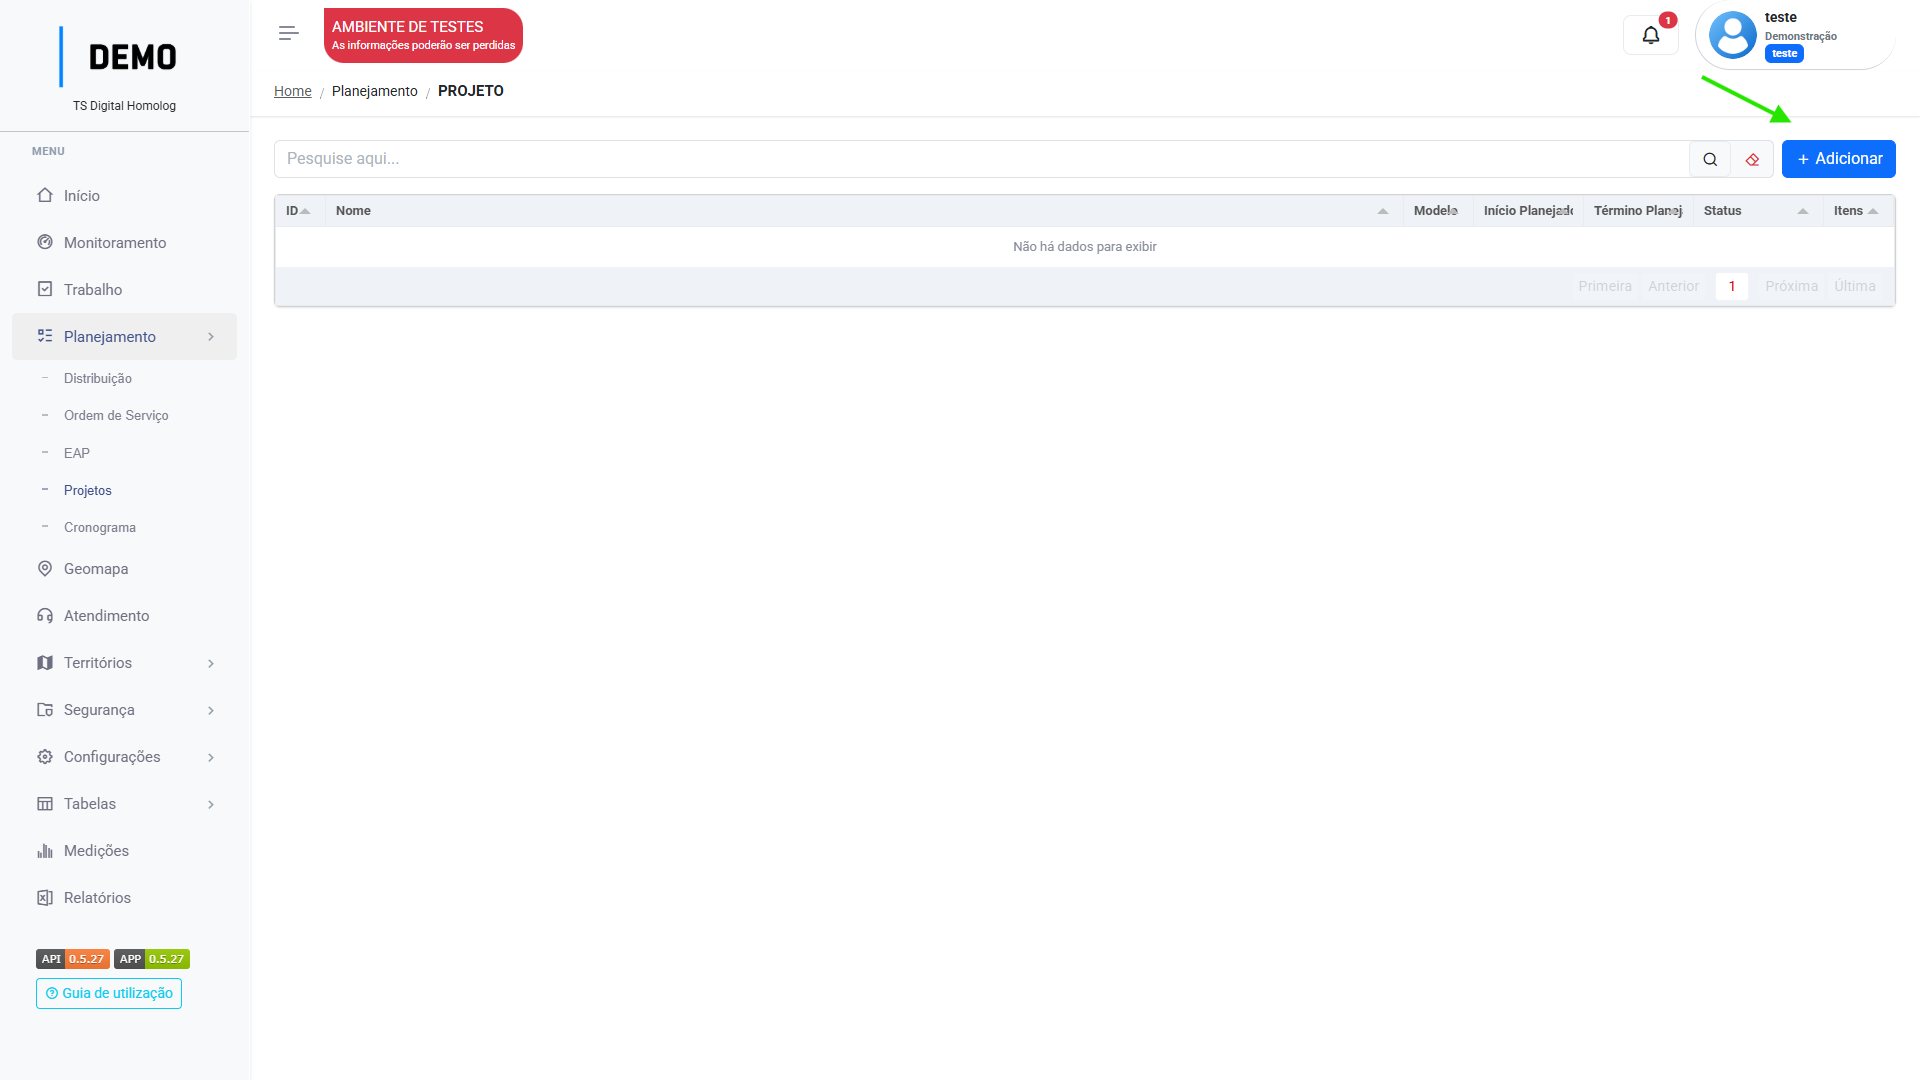 DEMO
TS Digital Homolog
MENU
Início
Monitoramento
Trabalho
Planejamento
Distribuição
Ordem de Serviço
EAP
Projetos
Cronograma
Geomapa
Atendimento
Territórios
Segurança
Configurações
Tabelas
Medições
Relatórios
API 0.5.27 APP 0.5.27
Guia de utilização
AMBIENTE DE TESTES
As informações poderão ser perdidas
1
teste
Demonstração
teste
Home / Planejamento / PROJETO
Pesquise aqui...
+ Adicionar
ID Nome Modelo Início Planejado Término Planej Status Itens
Não há dados para exibir
Primeira Anterior 1 Próxima Última